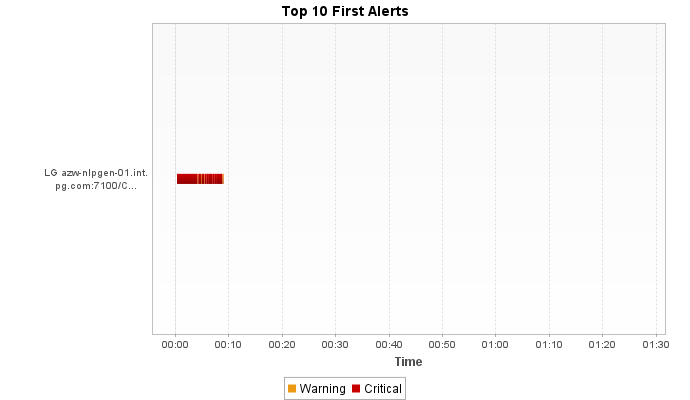 Top 10 First Alerts
LG azw-nlpgen-01.int.
pg.com:7100/C...
00:00 00:10 00:20 00:30 00:40 00:50 01:00 01:10 01:20 01:30
Time
Warning Critical